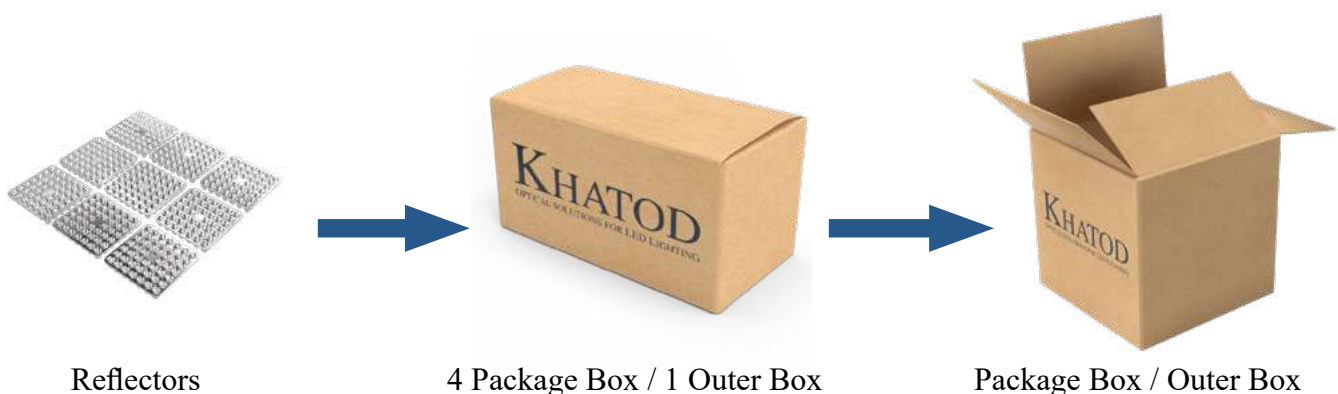 KHATOD
OPTICAL SOLUTIONS FOR LED LIGHTING
KHATOD
Reflectors
4 Package Box / 1 Outer Box
Package Box / Outer Box